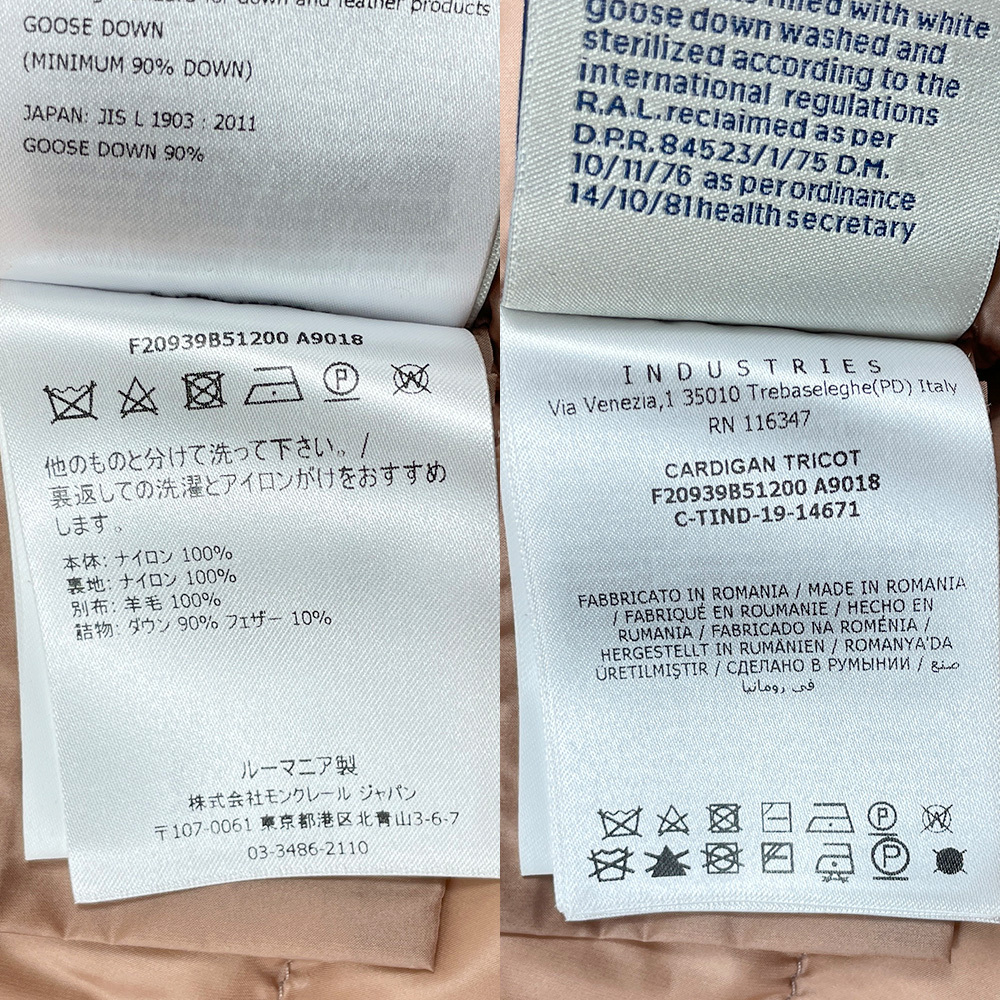 for down and leather products
GOOSE DOWN
(MINIMUM 90% DOWN)
JAPAN: JIS L 1903 : 2011
GOOSE DOWN 90%
F20939B51200 A9018
P
W
他のものと分けて洗って下さい。/
裏返しての洗濯とアイロンがけをおすすめ
します。
本体: ナイロン 100%
裏地: ナイロン 100%
別布: 羊毛 100%
詰物: ダウン 90% フェザー 10%
ルーマニア製
株式会社モンクレール ジャパン
〒107-0061 東京都港区北青山3-6-7
03-3486-2110
filled with white
goose down washed and
sterilized according to the
international regulations
R.A.L. reclaimed as per
D.P.R. 84523/1/75 D.M.
10/11/76 as per ordinance
14/10/81 health secretary
INDUSTRIES
Via Venezia,1 35010 Trebaseleghe(PD) Italy
RN 116347
CARDIGAN TRICOT
F20939B51200 A9018
C-TIND-19-14671
FABBRICATO IN ROMANIA / MADE IN ROMANIA
/ FABRIQUÉ EN ROUMANIE / HECHO EN
RUMANIA / FABRICADO NA ROMÉNIA /
HERGESTELLT IN RUMÄNIEN / ROMANYA'DA
ÜRETILMIŞTIR / СДЕЛАНО В РУМЫНИИ / صنع
في رومانيا
P
W
P